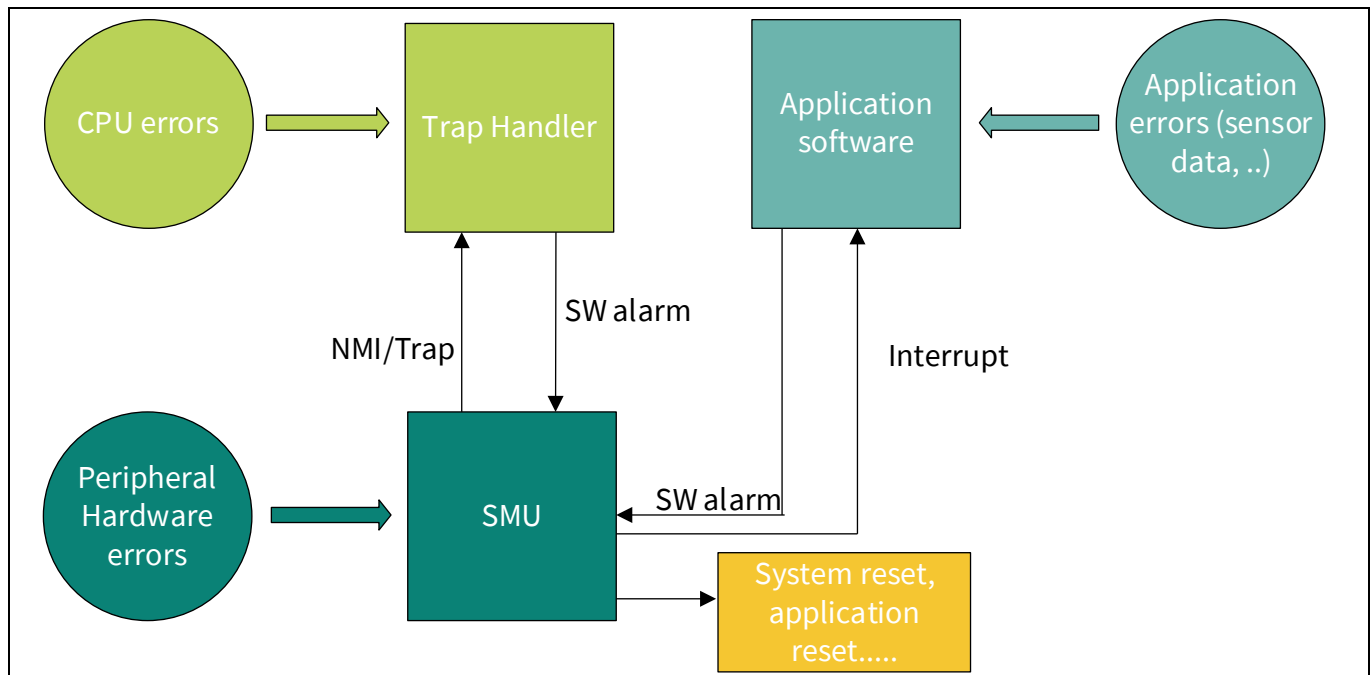 CPU errors
Trap Handler
Application
software
Application
errors (sensor
data, ..)
SW alarm
NMI/Trap
Interrupt
Peripheral
Hardware
errors
SMU
SW alarm
System reset,
application
reset.....